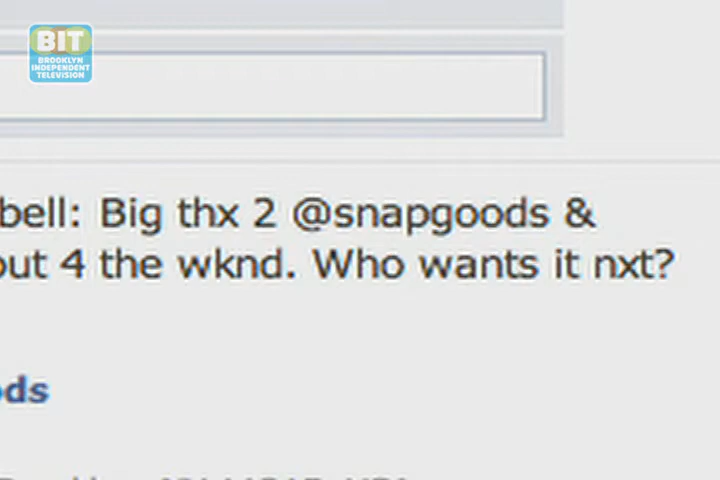 BIT
BROOKLYN
INDEPENDENT
TELEVISION
bell: Big thx 2 @snapgoods &
out 4 the wknd. Who wants it nxt?
ods